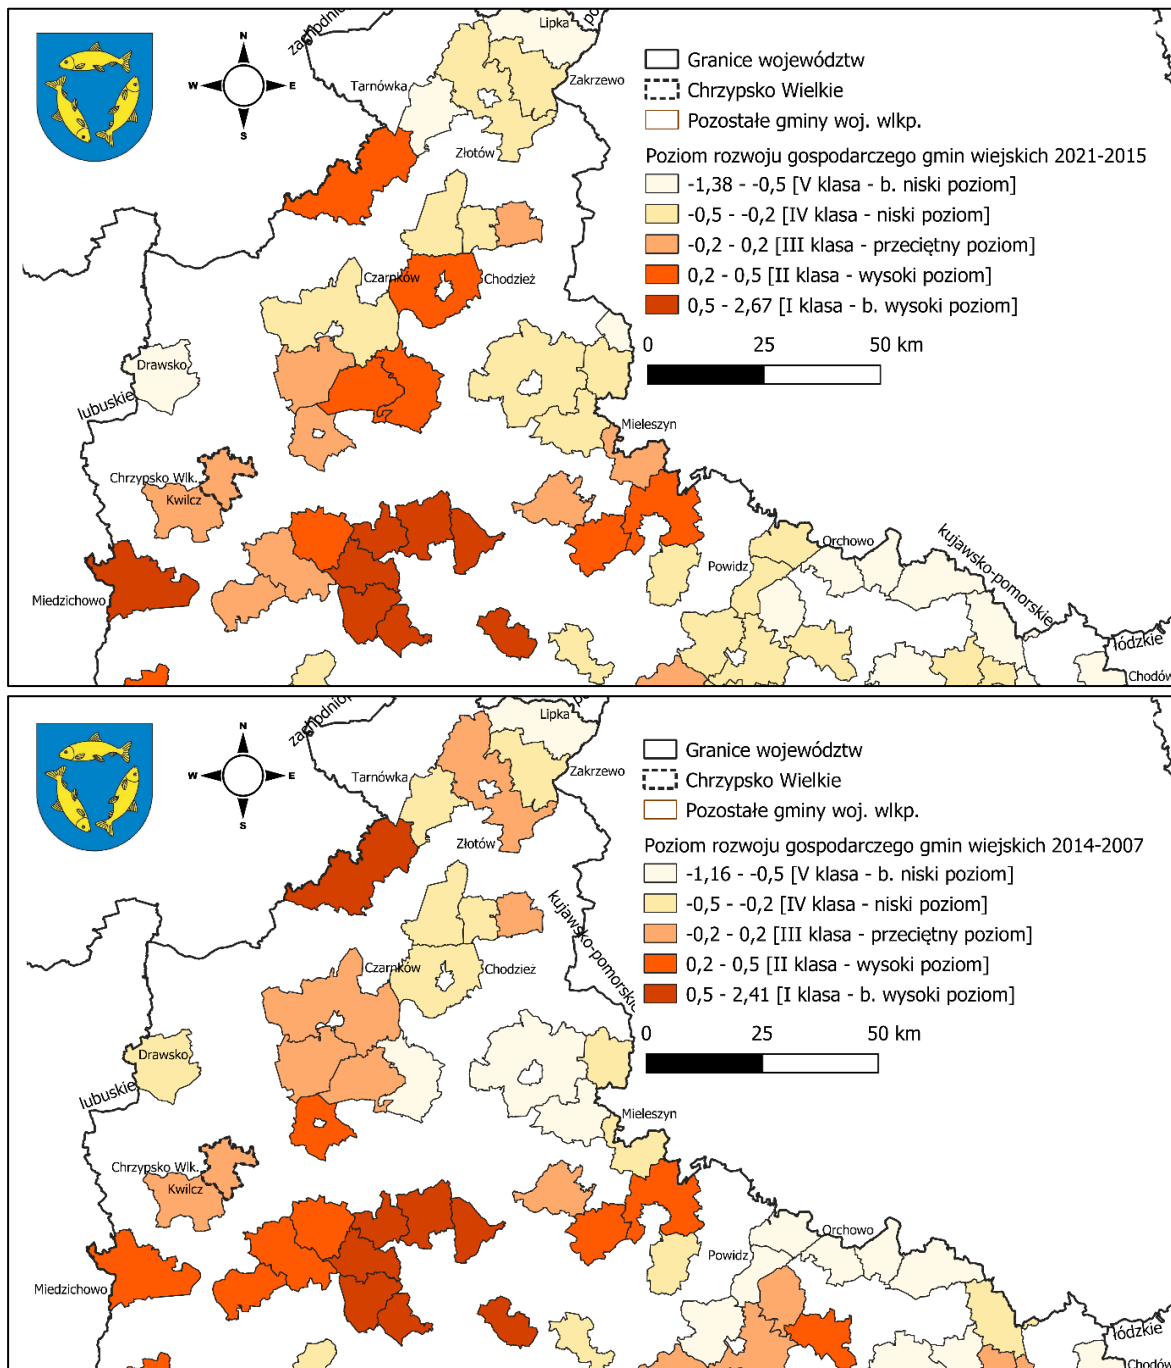 zachpdnio
po
Lipka
N
W
E
S
Tarnówka
Zakrzewo
Złotów
Granice województw
Chrzypsko Wielkie
Pozostałe gminy woj. wlkp.
Poziom rozwoju gospodarczego gmin wiejskich 2021-2015
-1,38 - -0,5 [V klasa - b. niski poziom]
-0,5 - -0,2 [IV klasa - niski poziom]
-0,2 - 0,2 [III klasa - przeciętny poziom]
0,2 - 0,5 [II klasa - wysoki poziom]
0,5 - 2,67 [I klasa - b. wysoki poziom]
0 25 50 km
Czarnków
Chodzież
Drawsko
lubuskie
Mieleszyn
Chrzypsko Wlk.
Kwilcz
Orchowo
kujawsko-pomorskie
Powidz
Miedzichowo
łódzkie
Chodów
zachpdniop
po
Lipka
N
W
E
S
Tarnówka
Zakrzewo
Złotów
Granice województw
Chrzypsko Wielkie
Pozostałe gminy woj. wlkp.
Poziom rozwoju gospodarczego gmin wiejskich 2014-2007
-1,16 - -0,5 [V klasa - b. niski poziom]
-0,5 - -0,2 [IV klasa - niski poziom]
-0,2 - 0,2 [III klasa - przeciętny poziom]
0,2 - 0,5 [II klasa - wysoki poziom]
0,5 - 2,41 [I klasa - b. wysoki poziom]
0 25 50 km
kujawsko-pomorskie
Czarnków
Chodzież
Drawsko
lubuskie
Mieleszyn
Chrzypsko Wlk.
Kwilcz
Orchowo
Powidz
Miedzichowo
łódzkie
Chodów